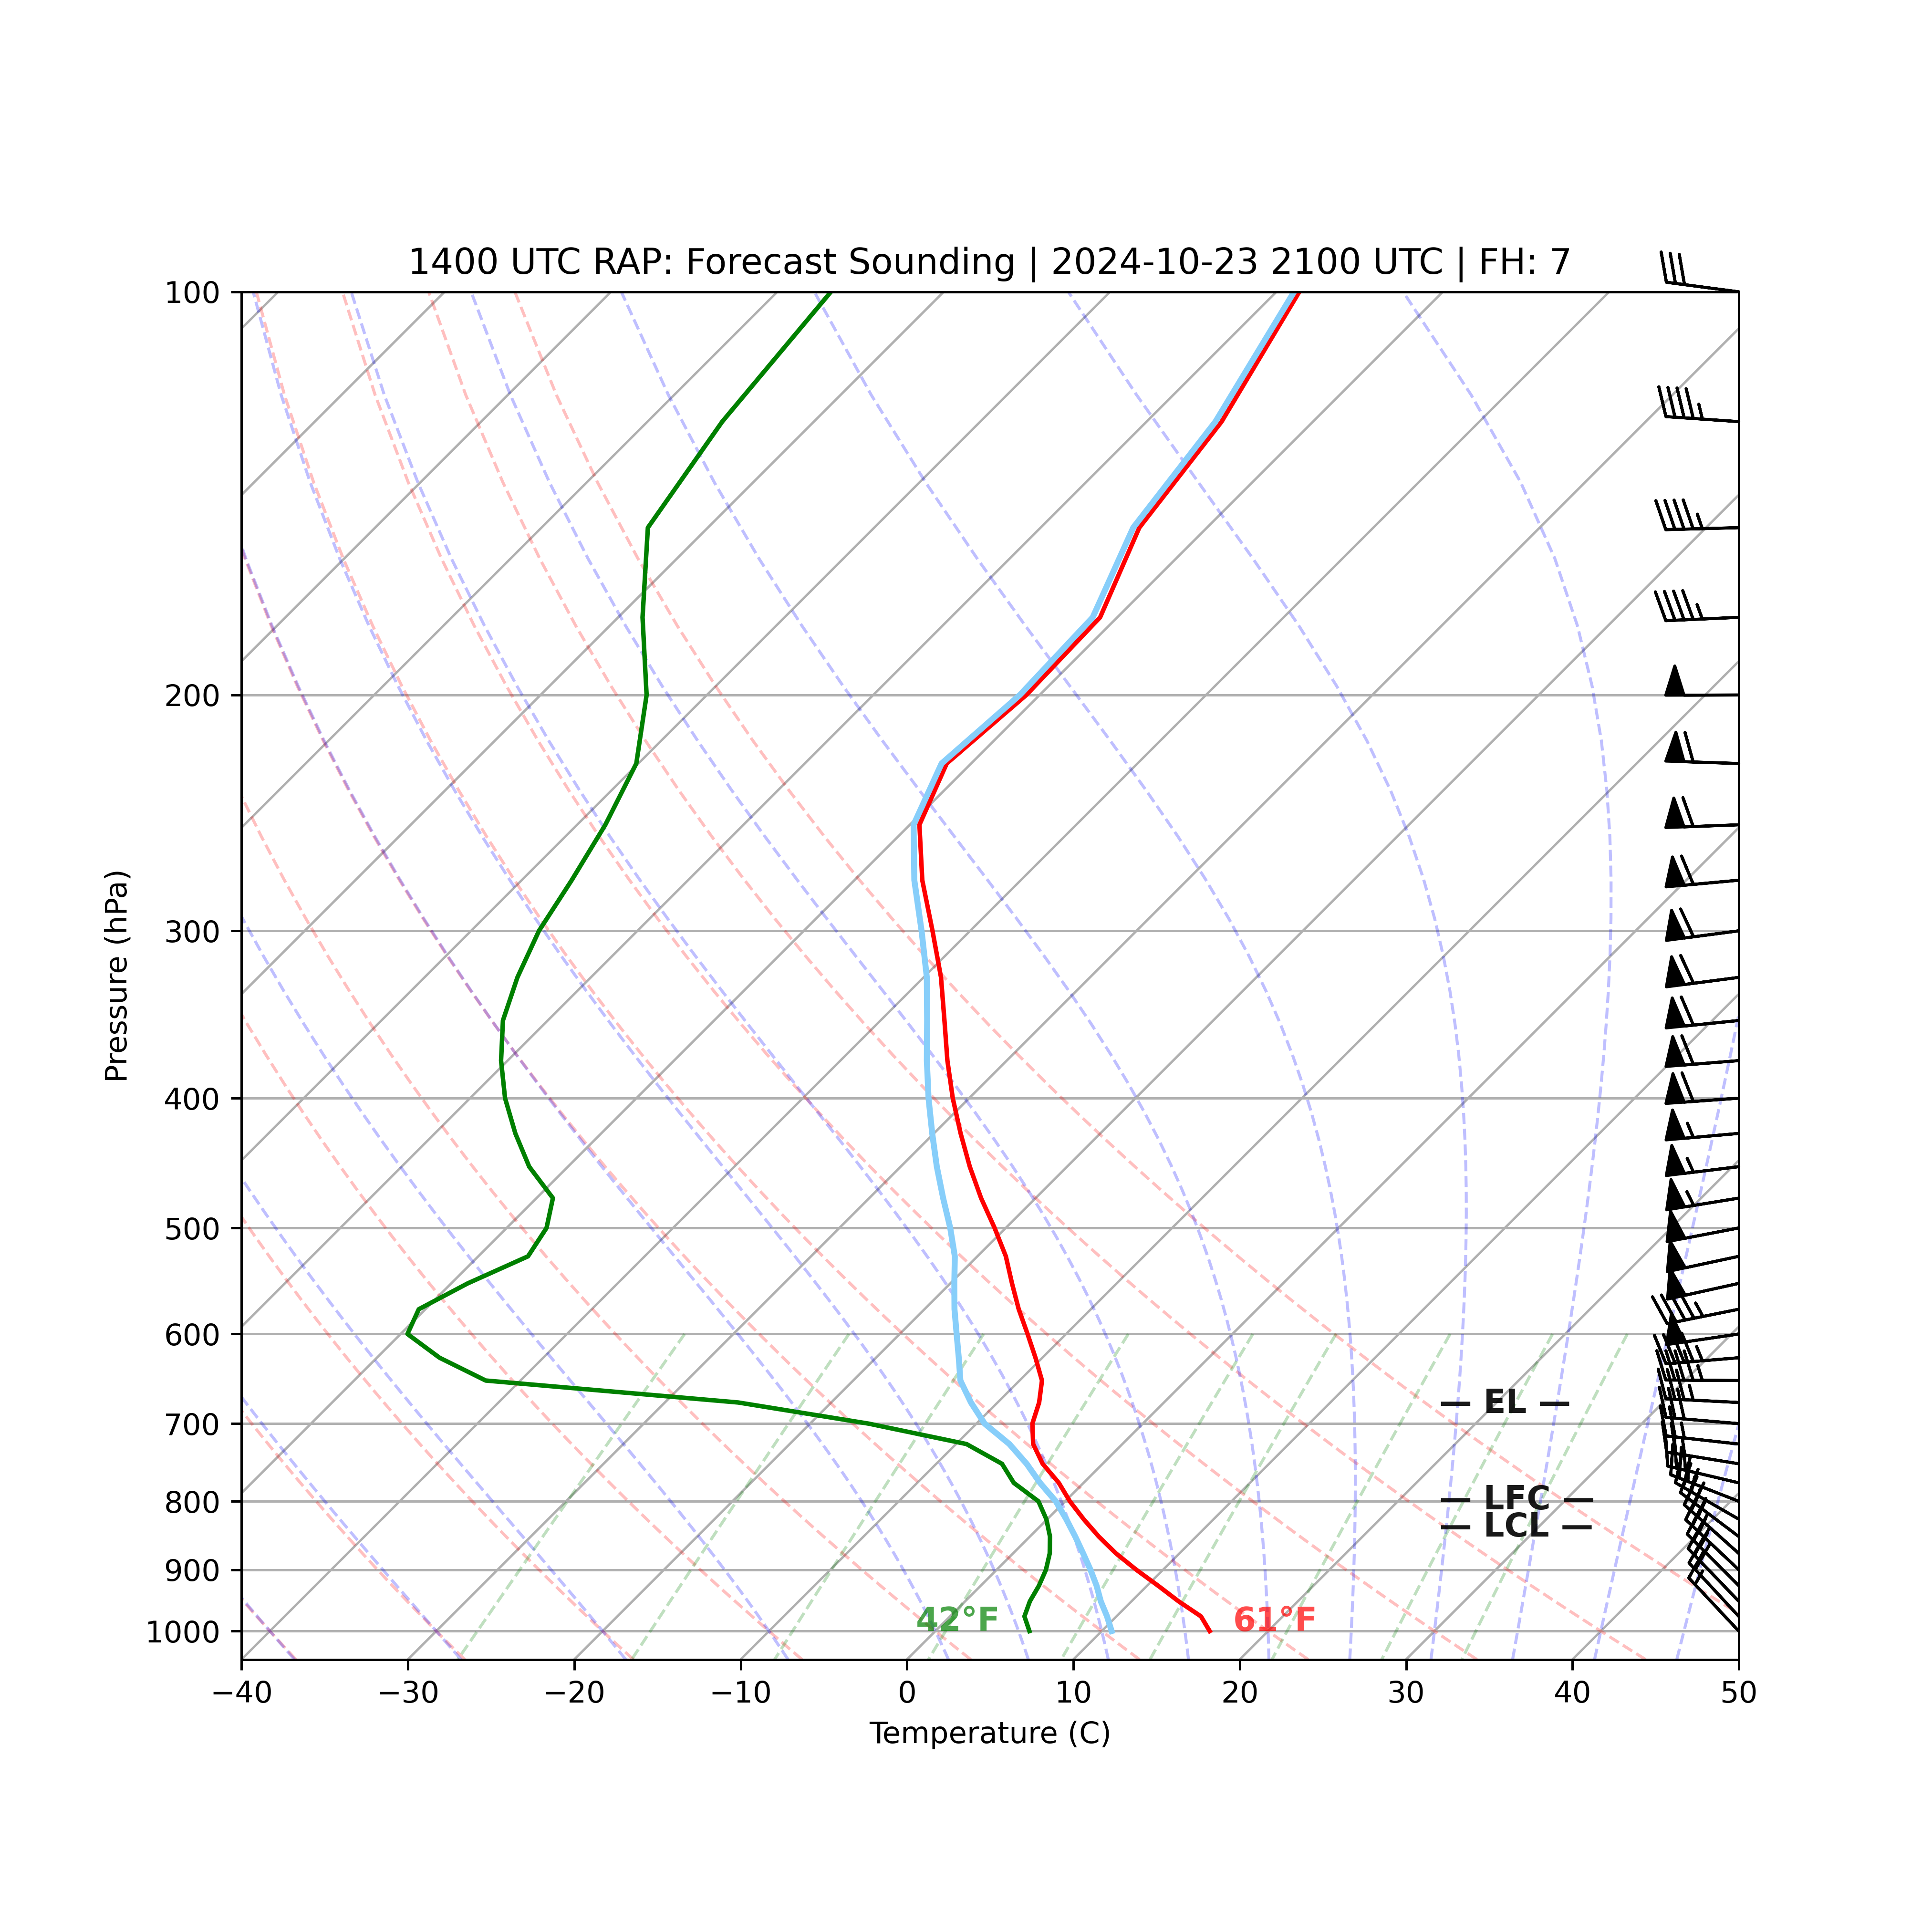 1400 UTC RAP: Forecast Sounding | 2024-10-23 2100 UTC | FH: 7
100
200
300
400
500
600
700
800
900
1000
Pressure (hPa)
— EL —
— LFC —
— LCL —
42°F
61°F
−40 −30 −20 −10 0 10 20 30 40 50
Temperature (C)